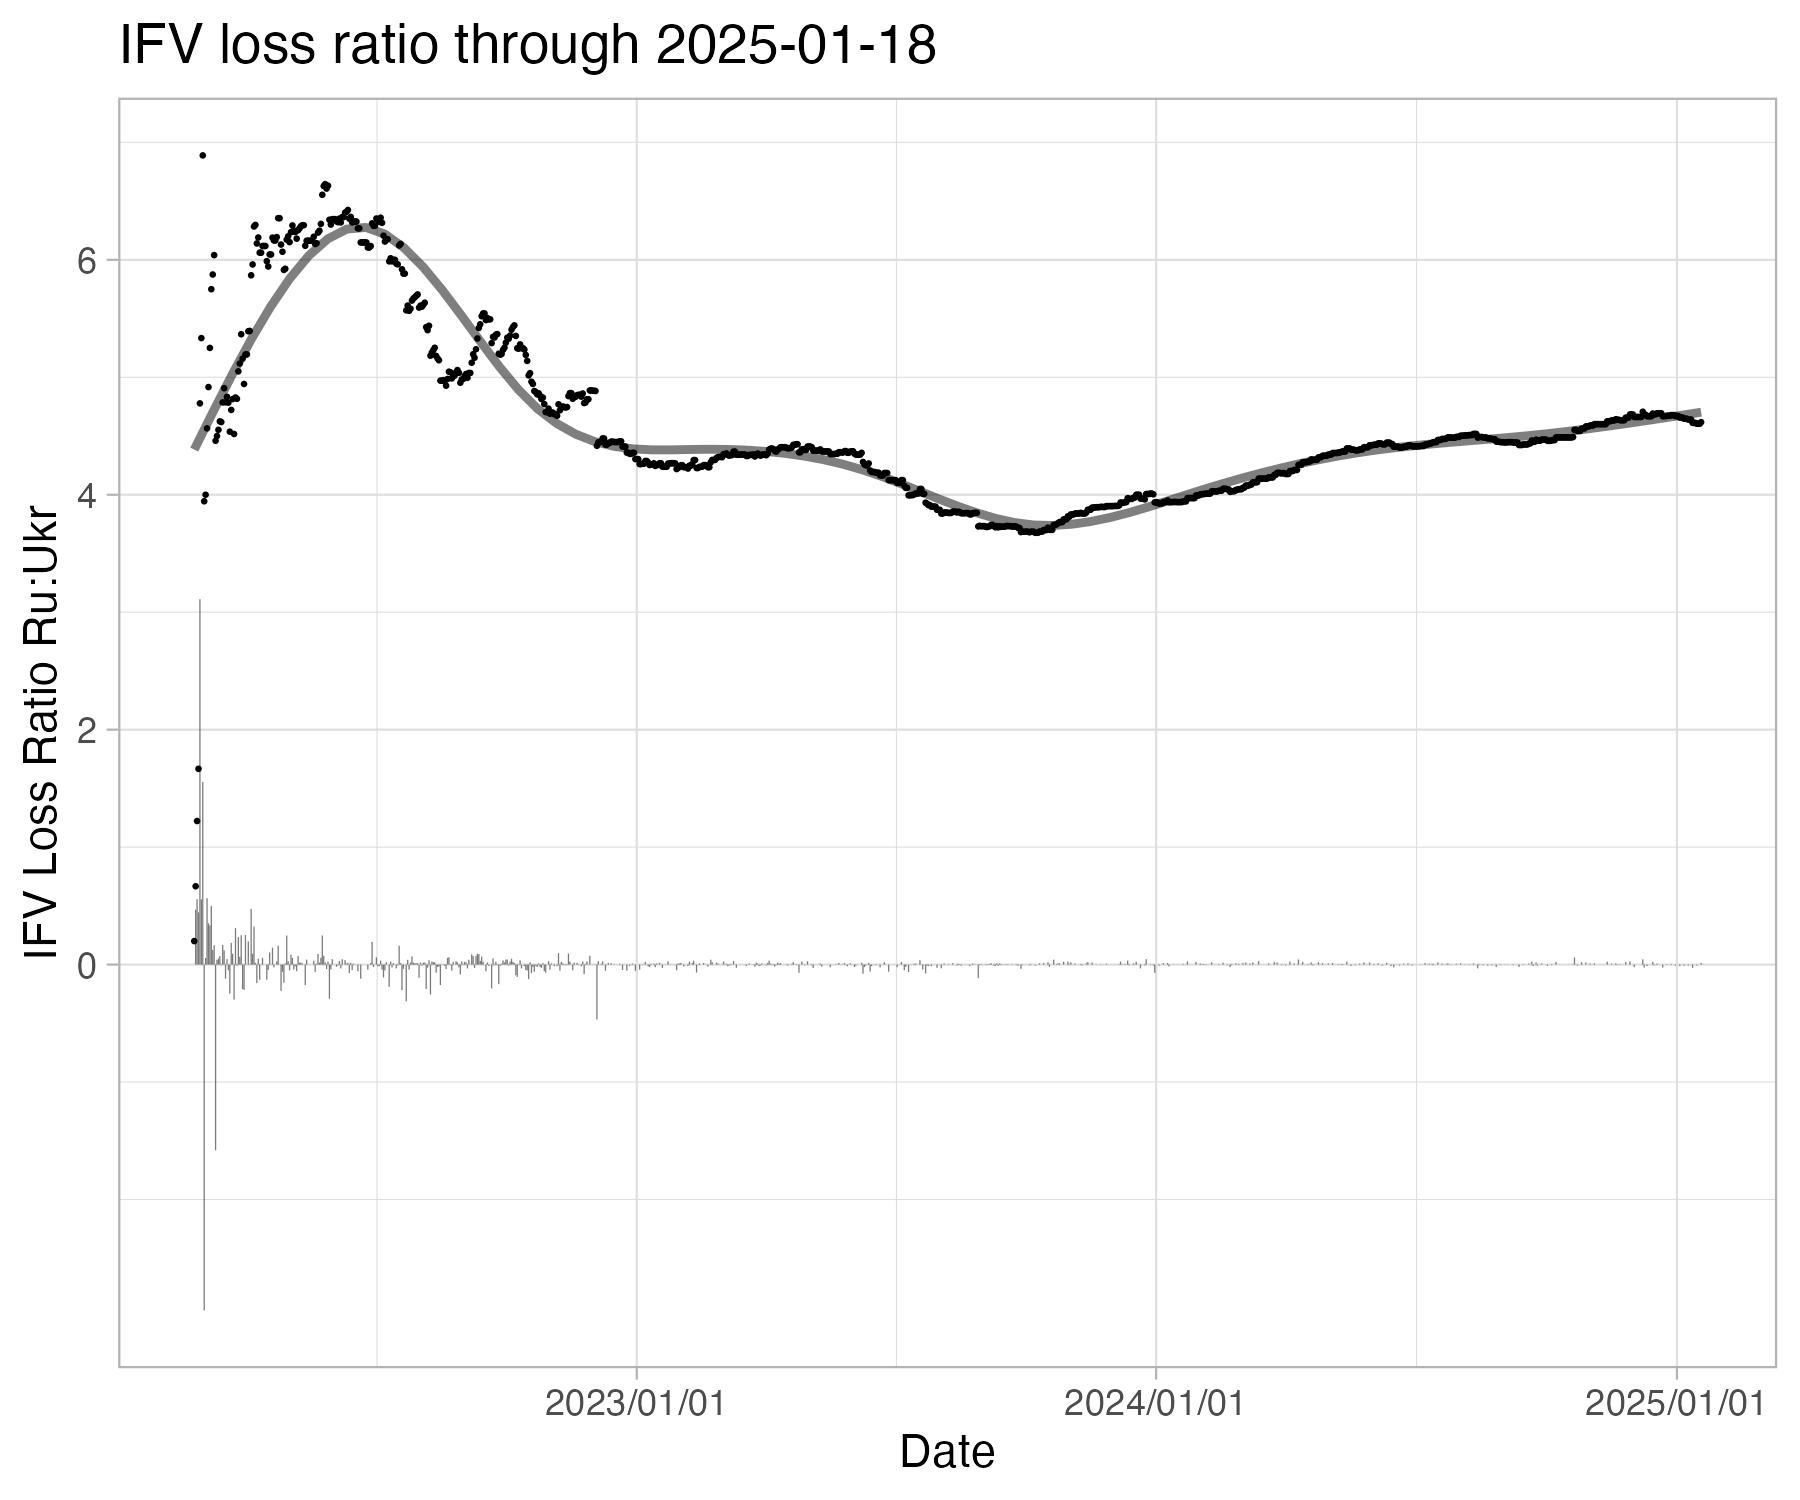 IFV loss ratio through 2025-01-18
IFV Loss Ratio Ru:Ukr
6
4
2
0
2023/01/01
2024/01/01
2025/01/01
Date